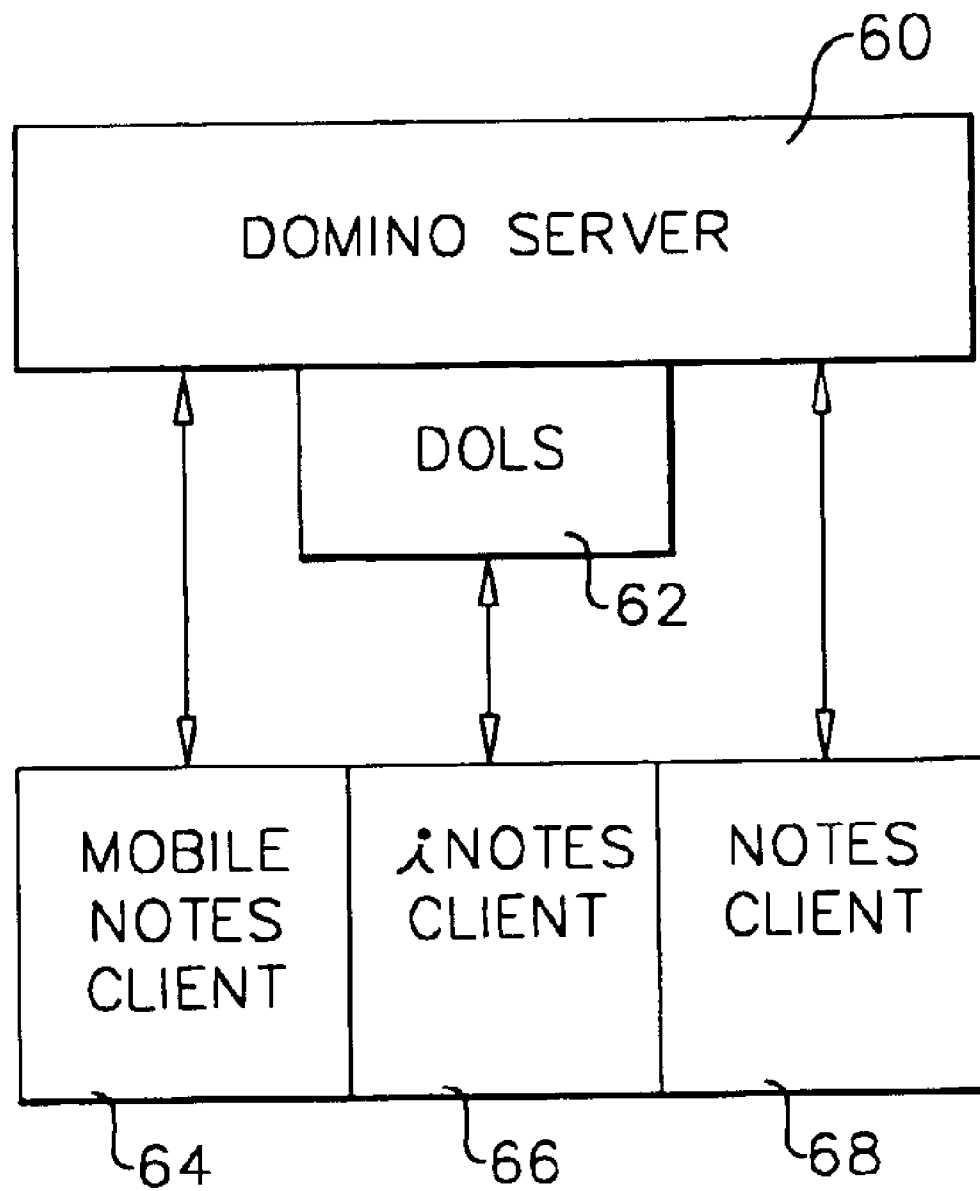 60
DOMINO SERVER
DOLS
62
MOBILE
NOTES
CLIENT
iNOTES
CLIENT
NOTES
CLIENT
64
66
68